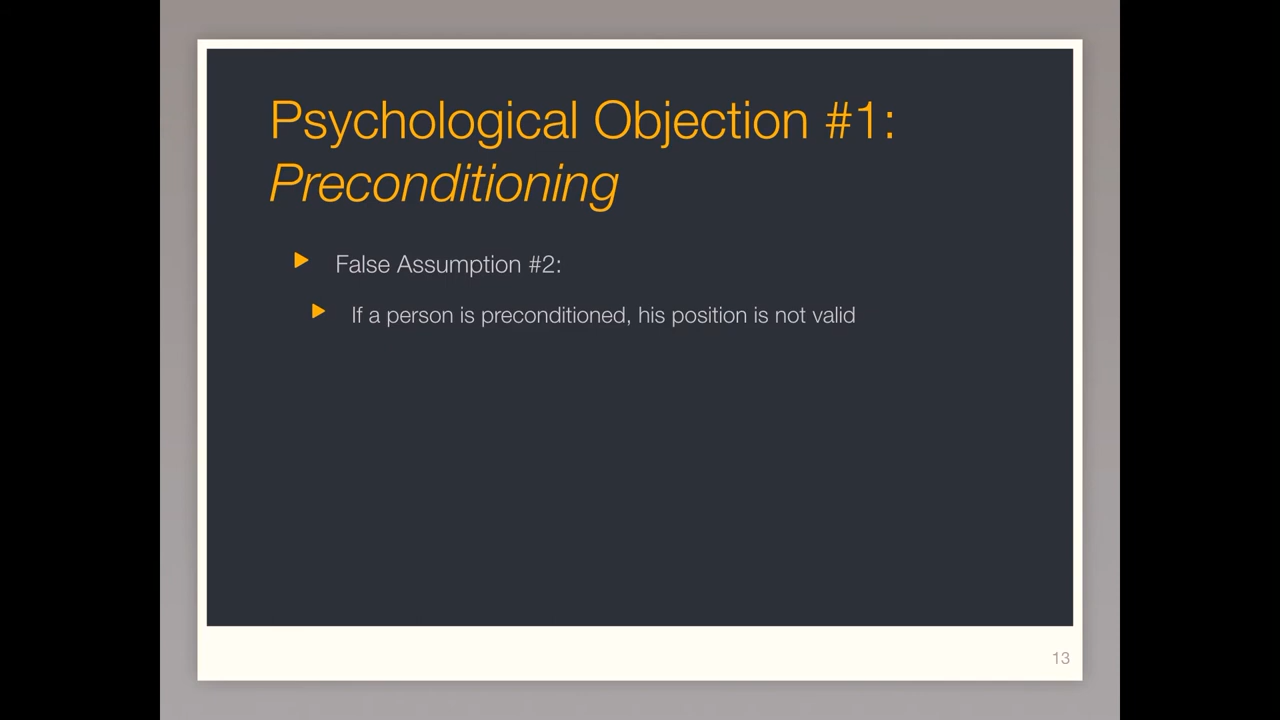 Psychological Objection #1:
Preconditioning
False Assumption #2:
If a person is preconditioned, his position is not valid
13